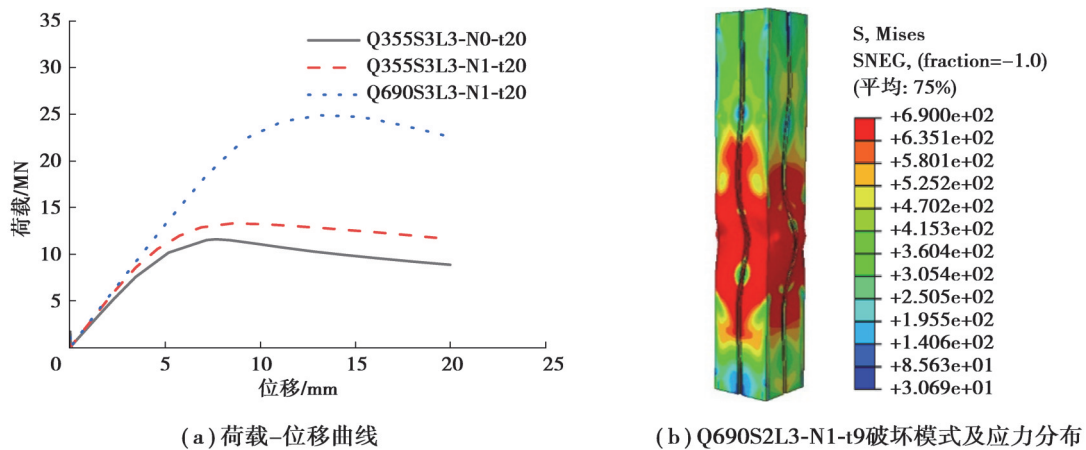 35
30
25
20
15
10
5
0
5
10
15
20
25
荷载/MN
位移/mm
Q355S3L3-N0-t20
Q355S3L3-N1-t20
Q690S3L3-N1-t20
(a)荷载-位移曲线
S, Mises
SNEG, (fraction=-1.0)
(平均: 75%)
+6.900e+02
+6.351e+02
+5.801e+02
+5.252e+02
+4.702e+02
+4.153e+02
+3.604e+02
+3.054e+02
+2.505e+02
+1.955e+02
+1.406e+02
+8.563e+01
+3.069e+01
(b)Q690S2L3-N1-t9破坏模式及应力分布